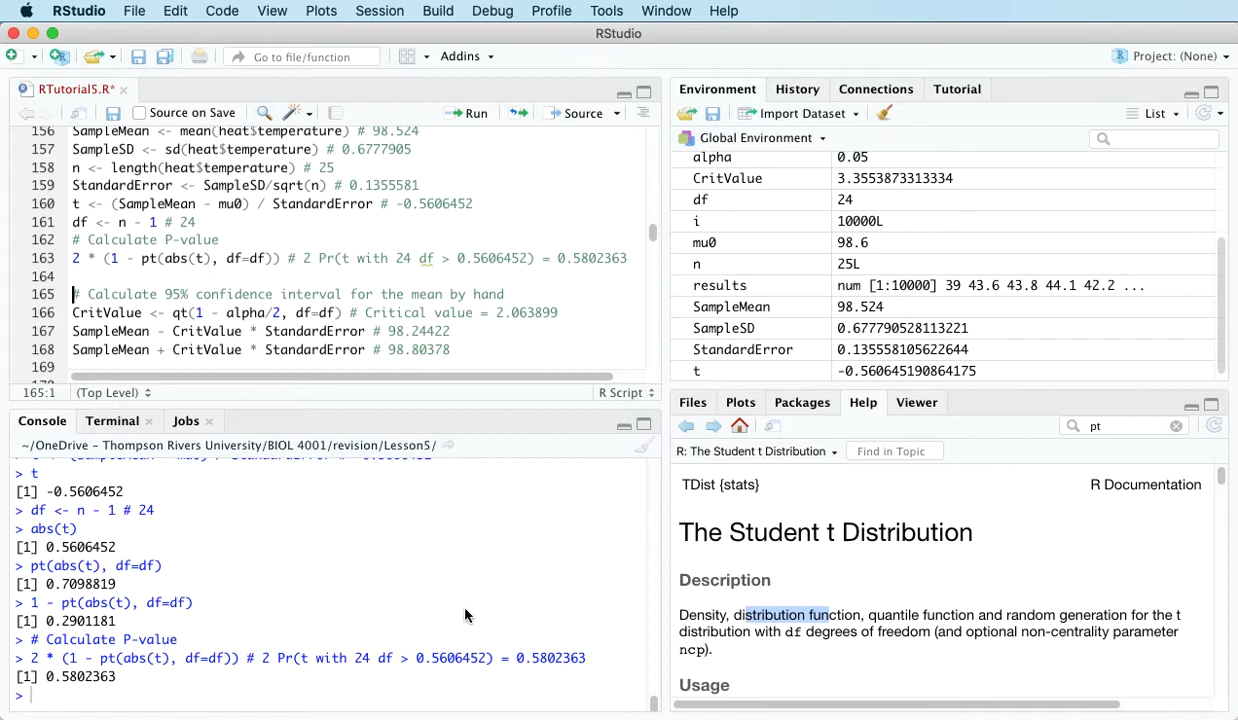 RStudio File Edit Code View Plots Session Build Debug Profile Tools Window Help
RStudio
Go to file/function Addins Project: (None)
RTutorial5.R*
Source on Save Run Source
156 SampleMean <- mean(heat$temperature) # 98.524
157 SampleSD <- sd(heat$temperature) # 0.6777905
158 n <- length(heat$temperature) # 25
159 StandardError <- SampleSD/sqrt(n) # 0.1355581
160 t <- (SampleMean - mu0) / StandardError # -0.5606452
161 df <- n - 1 # 24
162 # Calculate P-value
163 2 * (1 - pt(abs(t), df=df)) # 2 Pr(t with 24 df > 0.5606452) = 0.5802363
164
165 # Calculate 95% confidence interval for the mean by hand
166 CritValue <- qt(1 - alpha/2, df=df) # Critical value = 2.063899
167 SampleMean - CritValue * StandardError # 98.24422
168 SampleMean + CritValue * StandardError # 98.80378
169
165:1 (Top Level) R Script
Console Terminal Jobs
~/OneDrive - Thompson Rivers University/BIOL 4001/revision/Lesson5/
> t
[1] -0.5606452
> df <- n - 1 # 24
> abs(t)
[1] 0.5606452
> pt(abs(t), df=df)
[1] 0.7098819
> 1 - pt(abs(t), df=df)
[1] 0.2901181
> # Calculate P-value
> 2 * (1 - pt(abs(t), df=df)) # 2 Pr(t with 24 df > 0.5606452) = 0.5802363
[1] 0.5802363
>
Environment History Connections Tutorial
Import Dataset List
Global Environment
alpha 0.05
CritValue 3.3553873313334
df 24
i 10000L
mu0 98.6
n 25L
results num [1:10000] 39 43.6 43.8 44.1 42.2 ...
SampleMean 98.524
SampleSD 0.677790528113221
StandardError 0.135558105622644
t -0.560645190864175
Files Plots Packages Help Viewer
pt
R: The Student t Distribution Find in Topic
TDist {stats} R Documentation
The Student t Distribution
Description
Density, distribution function, quantile function and random generation for the t
distribution with df degrees of freedom (and optional non-centrality parameter
ncp).
Usage